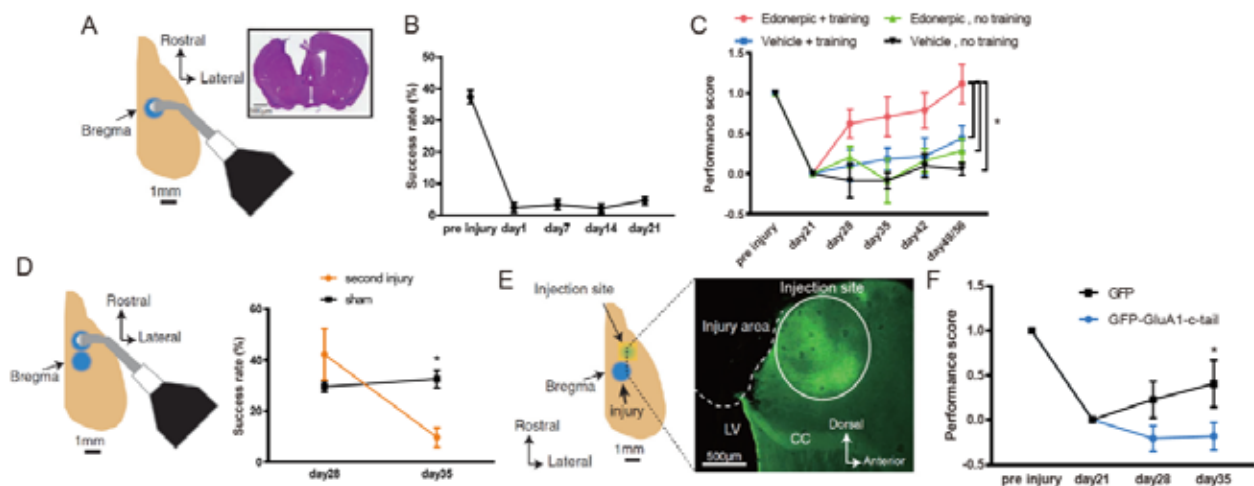 A
Rostral
Lateral
Bregma
1mm
B
Success rate (%)
50
40
30
20
10
0
pre injury
day1
day7
day14
day21
C
Edonerpic + training
Edonerpic , no training
Vehicle + training
Vehicle , no training
Performance score
1.5
1.0
0.5
0.0
-0.5
*
pre injury
day21
day28
day35
day42
day49/56
D
Rostral
Lateral
Bregma
1mm
second injury
sham
Success rate (%)
60
40
20
0
*
day28
day35
E
Injection site
Bregma
injury
Rostral
Lateral
1mm
Injection site
Injury area
LV
CC
Dorsal
Anterior
500μm
F
GFP
GFP-GluA1-c-tail
Performance score
1.5
1.0
0.5
0.0
-0.5
*
pre injury
day21
day28
day35